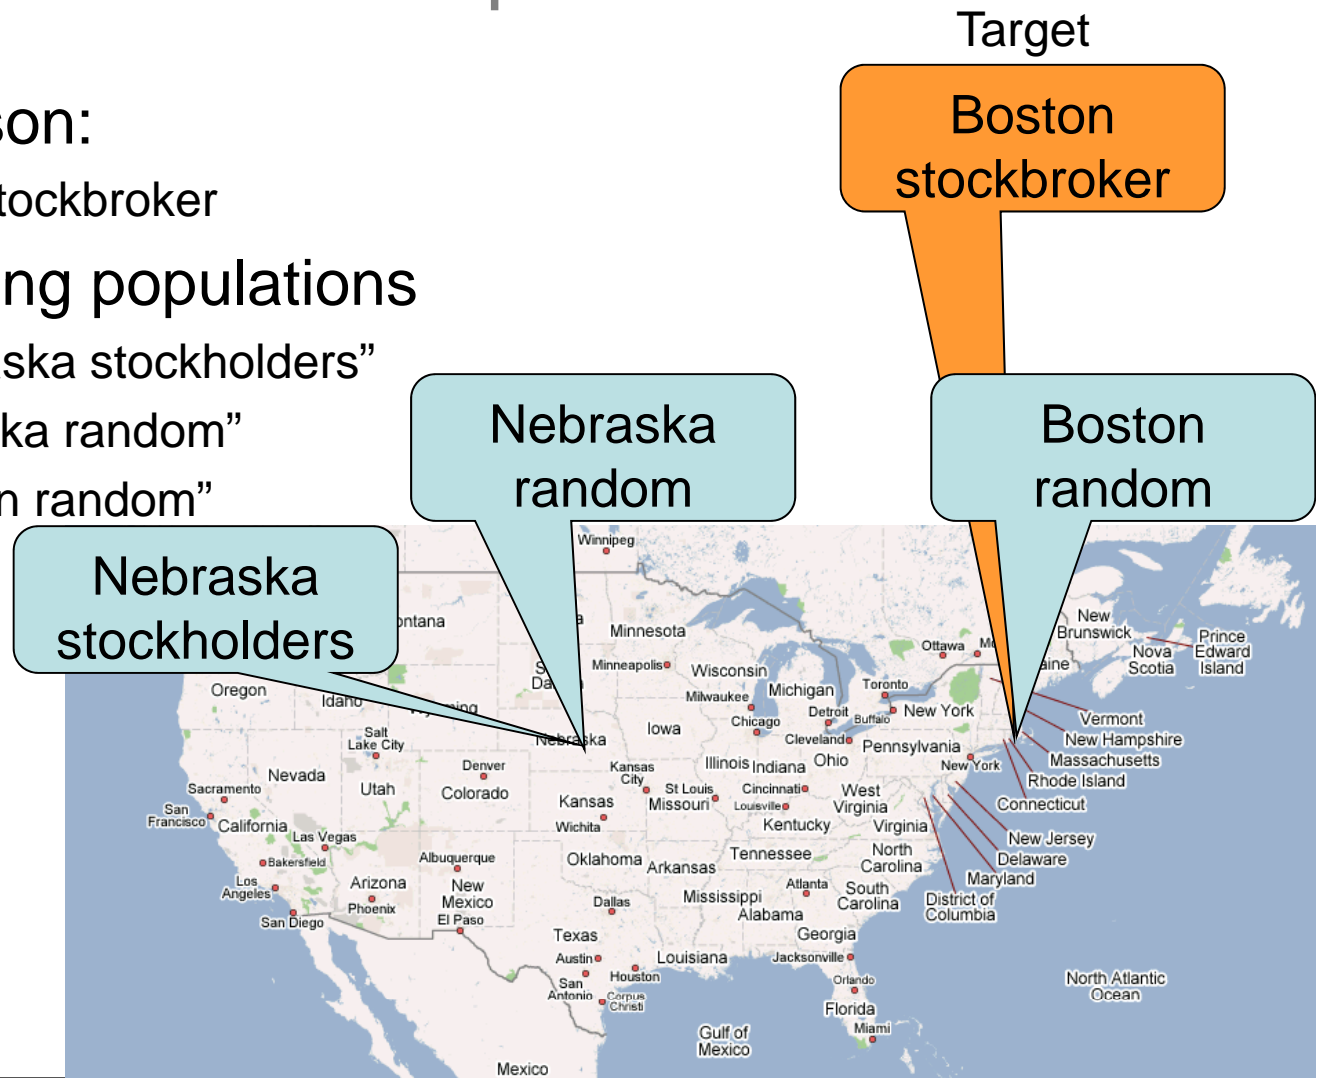 Target
Boston
stockbroker
son:
tockbroker
ng populations
ska stockholders”
ka random”
n random”
Nebraska
random
Boston
random
Nebraska
stockholders
Winnipeg
ontana
Minnesota
Minneapolis
Wisconsin
Milwaukee
Michigan
Ottawa
Toronto
New
Brunswick
Nova
Scotia
Prince
Edward
Island
aine
Oregon
Idaho
Wyoming
Iowa
Chicago
Detroit
Buffalo
New York
Vermont
New Hampshire
Massachusetts
Rhode Island
Connecticut
Salt
Lake City
Nebraska
Cleveland
Pennsylvania
New York
Nevada
Utah
Denver
Colorado
Kansas
City
Illinois
Indiana
Ohio
Sacramento
San
Francisco
California
Las Vegas
Kansas
Wichita
St Louis
Missouri
Cincinnati
Louisville
Kentucky
West
Virginia
Virginia
New Jersey
Delaware
Maryland
District of
Columbia
Bakersfield
Los
Angeles
San Diego
Arizona
Phoenix
Albuquerque
New
Mexico
El Paso
Oklahoma
Arkansas
Tennessee
North
Carolina
Dallas
Mississippi
Alabama
Atlanta
South
Carolina
Georgia
Texas
Austin
San
Antonio
Houston
Corpus
Christi
Louisiana
Jacksonville
Orlando
Florida
Miami
North Atlantic
Ocean
Gulf of
Mexico
Mexico